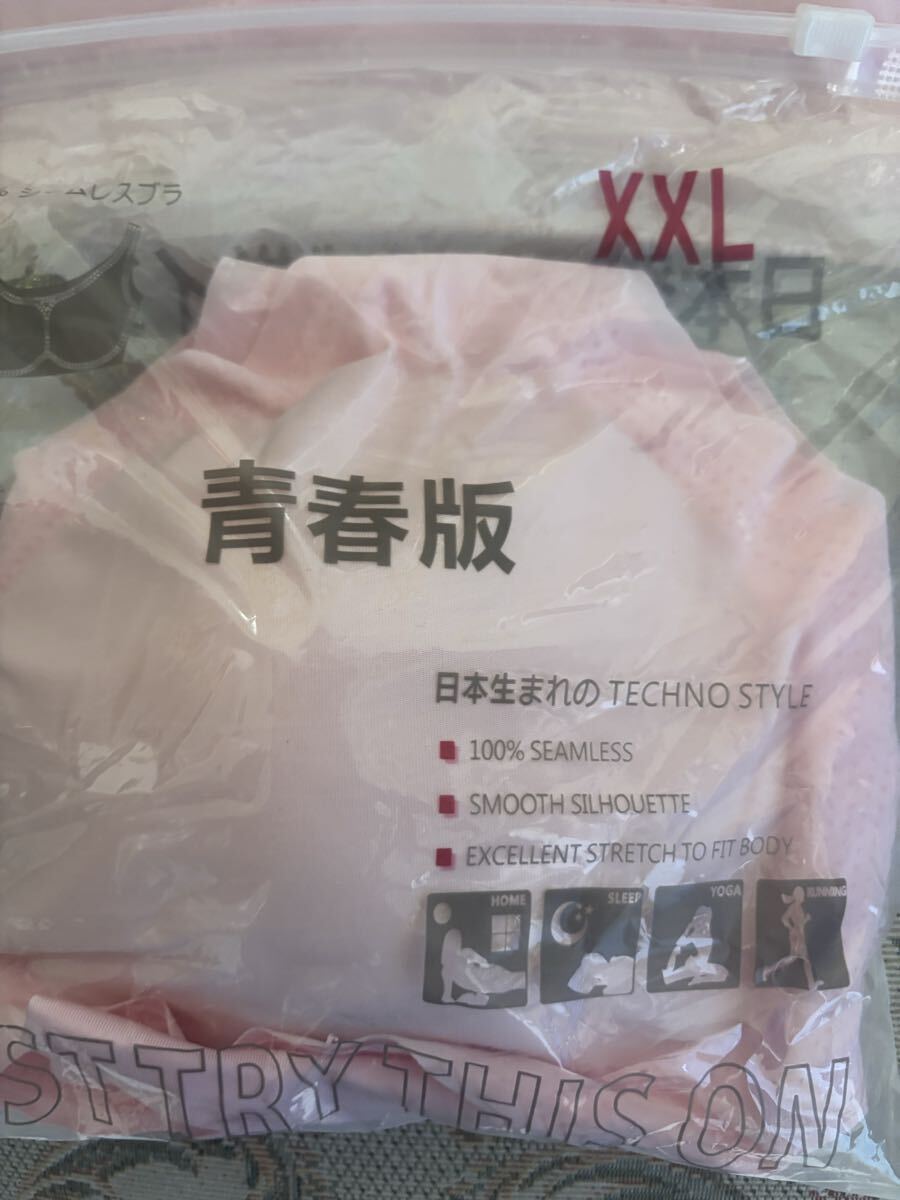 シームレスブラ
XXL
青春版
日本生まれの TECHNO STYLE
100% SEAMLESS
SMOOTH SILHOUETTE
EXCELLENT STRETCH TO FIT BODY
HOME SLEEP YOGA RUNNING
ST TRY THIS ON